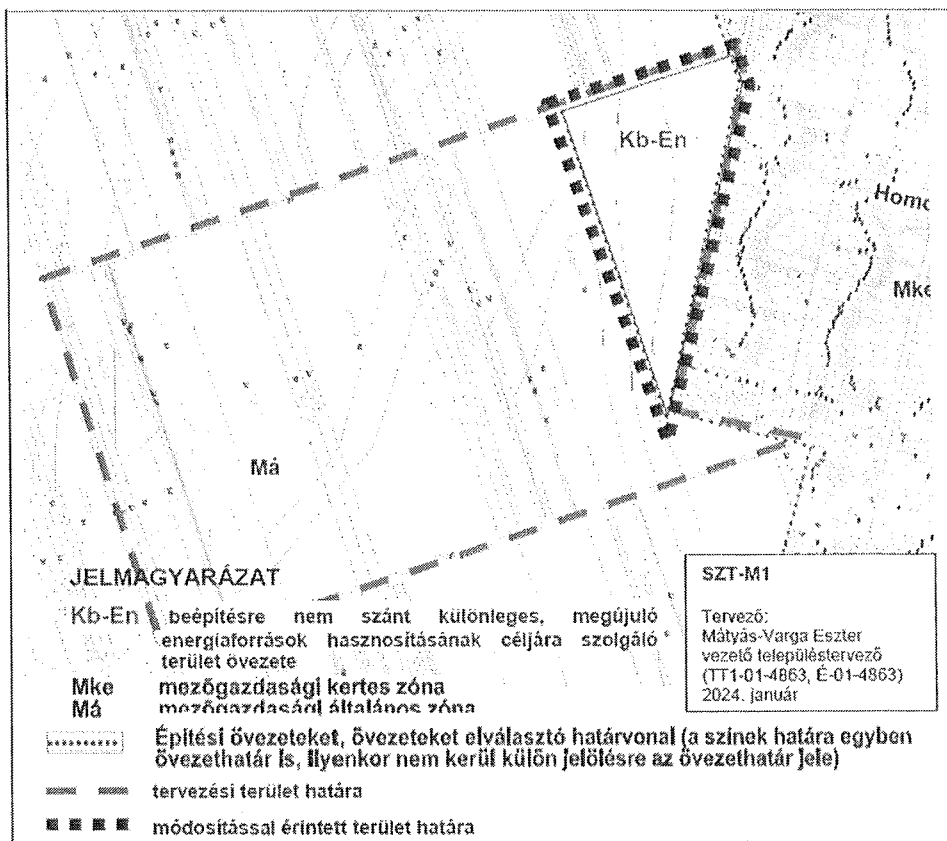 Kb-En
Mke
Má
JELMAGYARÁZAT
Kb-En beépítésre nem szánt különleges, megújuló
energiaforrások hasznosításának céljára szolgáló
terület övezete
Mke mezőgazdasági kertes zóna
Má mezőgazdasági általános zóna
Építési övezeteket, övezeteket elválasztó határvonal (a színek határa egyben
övezethatár is, ilyenkor nem kerül külön jelölésre az övezethatár jele)
tervezési terület határa
módosítással érintett terület határa
SZT-M1
Tervező:
Mátyás-Varga Eszter
vezető településtervező
(TT1-01-4863, É-01-4863)
2024. január